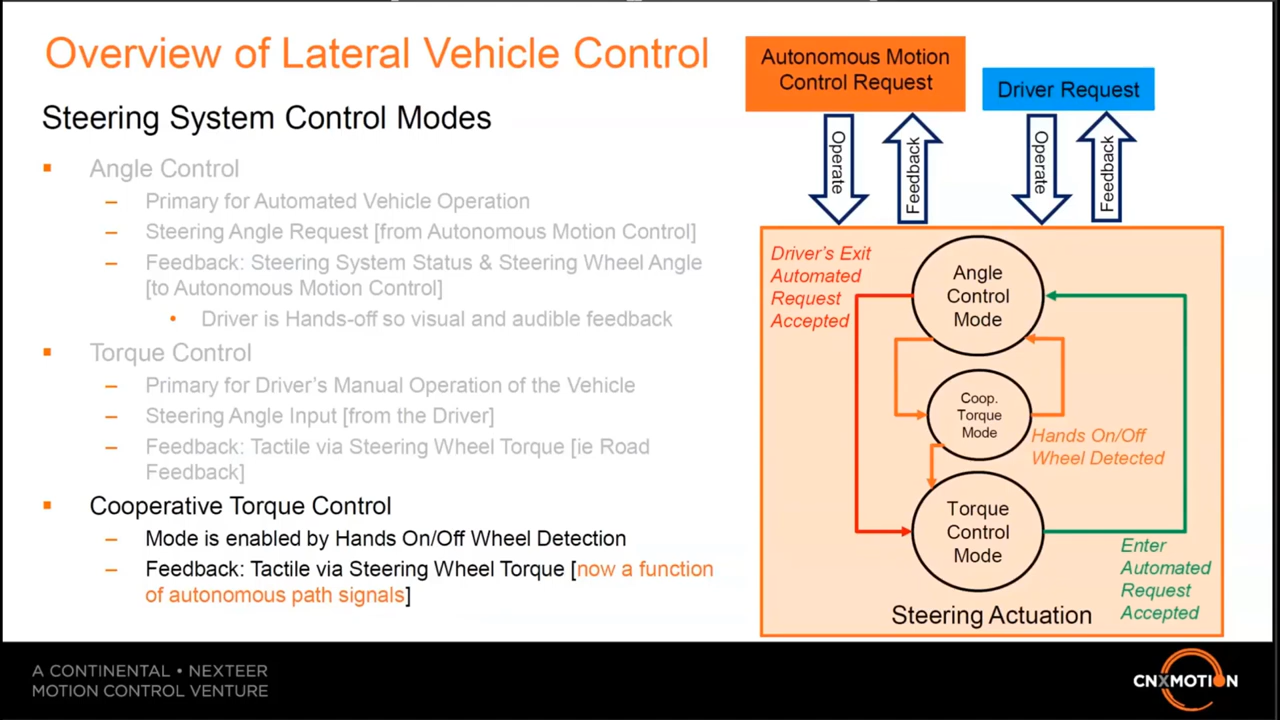 Overview of Lateral Vehicle Control
Steering System Control Modes
▪ Angle Control
– Primary for Automated Vehicle Operation
– Steering Angle Request [from Autonomous Motion Control]
– Feedback: Steering System Status & Steering Wheel Angle
[to Autonomous Motion Control]
• Driver is Hands-off so visual and audible feedback
▪ Torque Control
– Primary for Driver's Manual Operation of the Vehicle
– Steering Angle Input [from the Driver]
– Feedback: Tactile via Steering Wheel Torque [ie Road
Feedback]
▪ Cooperative Torque Control
– Mode is enabled by Hands On/Off Wheel Detection
– Feedback: Tactile via Steering Wheel Torque [now a function
of autonomous path signals]
Autonomous Motion
Control Request
Driver Request
Operate
Feedback
Operate
Feedback
Driver's Exit
Automated
Request
Accepted
Angle
Control
Mode
Coop.
Torque
Mode
Hands On/Off
Wheel Detected
Torque
Control
Mode
Enter
Automated
Request
Accepted
Steering Actuation
A CONTINENTAL • NEXTEER
MOTION CONTROL VENTURE
CNXMOTION